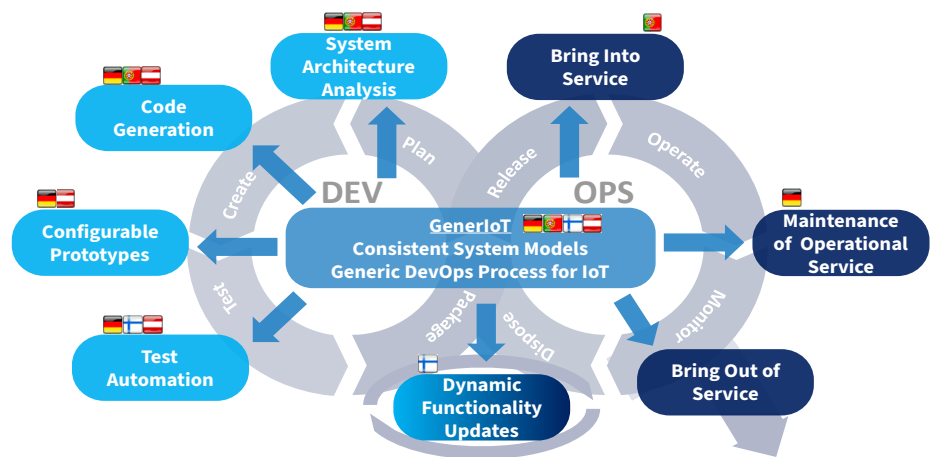 System
Architecture
Analysis
Bring Into
Service
Code
Generation
Plan
Release
Operate
Create
DEV
OPS
Configurable
Prototypes
GenerIoT
Consistent System Models
Generic DevOps Process for IoT
Maintenance
of Operational
Service
Test
Package
Dispose
Monitor
Test
Automation
Dynamic
Functionality
Updates
Bring Out of
Service